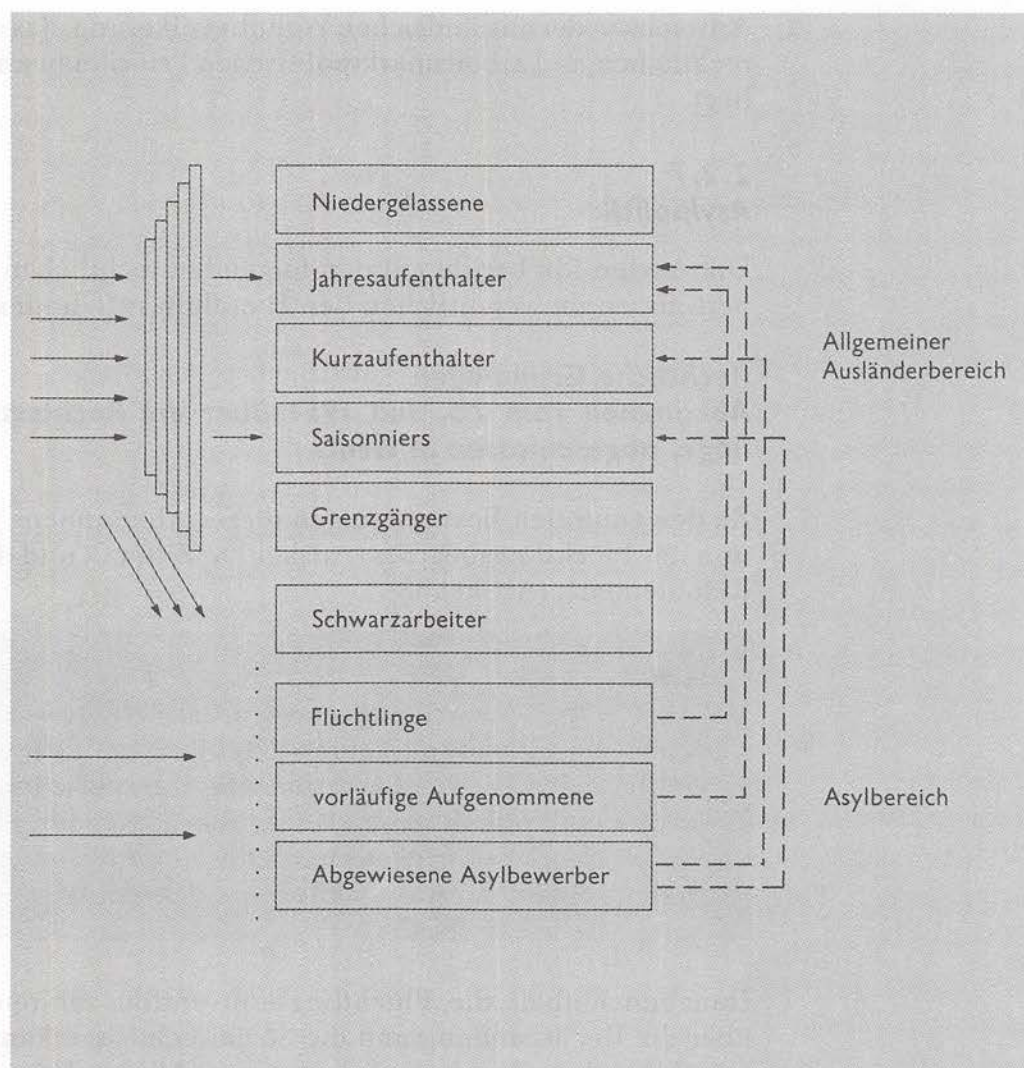 Niedergelassene
Jahresaufenthalter
Kurzaufenthalter
Allgemeiner
Ausländerbereich
Saisonniers
Grenzgänger
Schwarzarbeiter
Flüchtlinge
vorläufige Aufgenommene
Asylbereich
Abgewiesene Asylbewerber